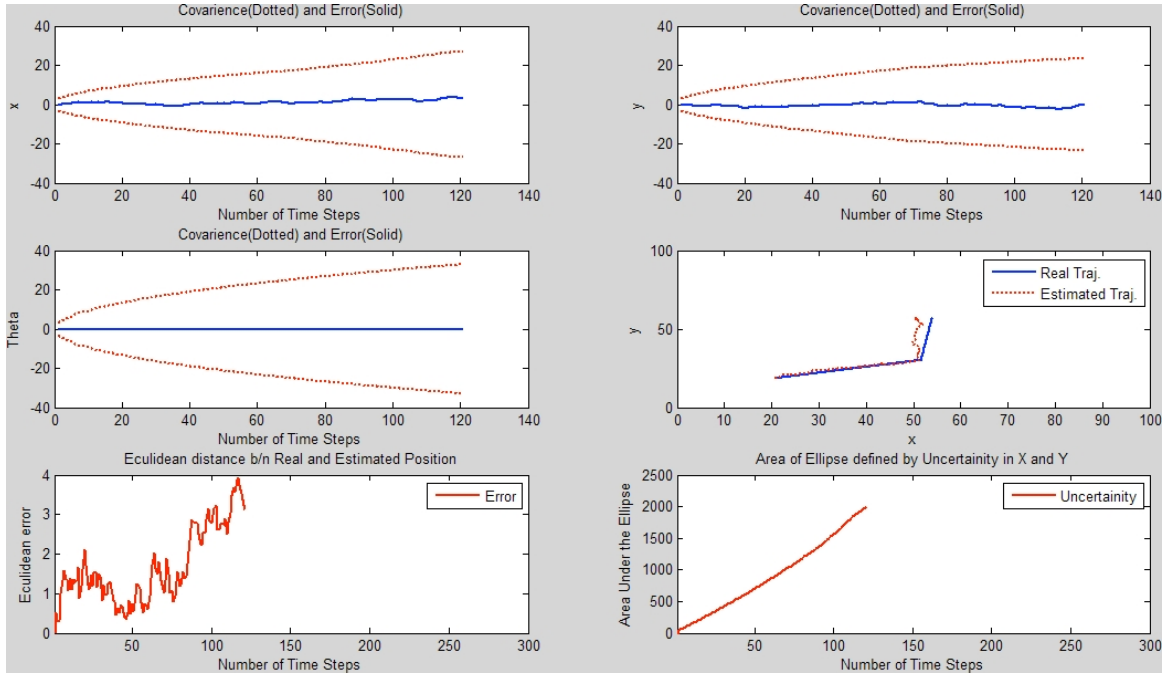 Covarience(Dotted) and Error(Solid)
40
20
0
-20
-40
x
0 20 40 60 80 100 120 140
Number of Time Steps
Covarience(Dotted) and Error(Solid)
40
20
0
-20
-40
y
0 20 40 60 80 100 120 140
Number of Time Steps
Covarience(Dotted) and Error(Solid)
40
20
0
-20
-40
Theta
0 20 40 60 80 100 120 140
Number of Time Steps
100
50
0
y
Real Traj.
Estimated Traj.
0 10 20 30 40 50 60 70 80 90 100
x
Eculidean distance b/n Real and Estimated Position
4
3
2
1
0
Eculidean error
Error
50 100 150 200 250 300
Number of Time Steps
Area of Ellipse defined by Uncertainity in X and Y
2500
2000
1500
1000
500
0
Area Under the Ellipse
Uncertainity
50 100 150 200 250 300
Number of Time Steps